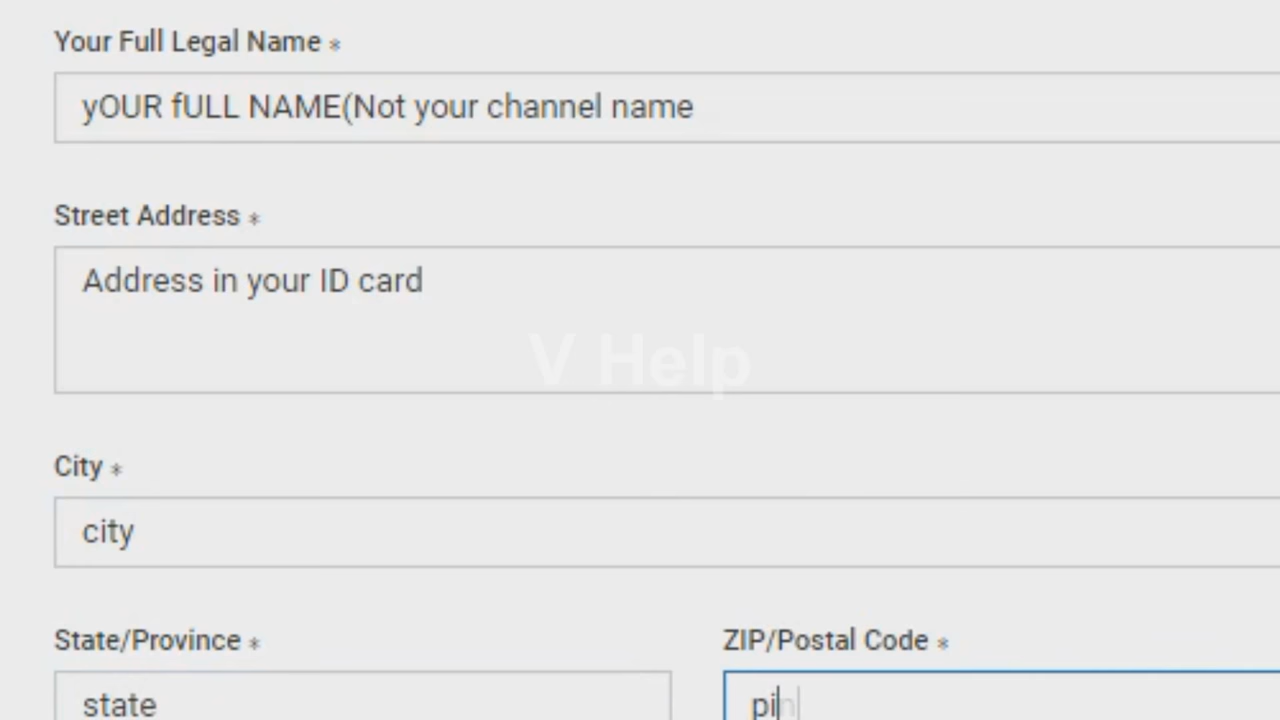 Your Full Legal Name *
yOUR fULL NAME(Not your channel name
Street Address *
Address in your ID card
V Help
City *
city
State/Province *
ZIP/Postal Code *
state
pin